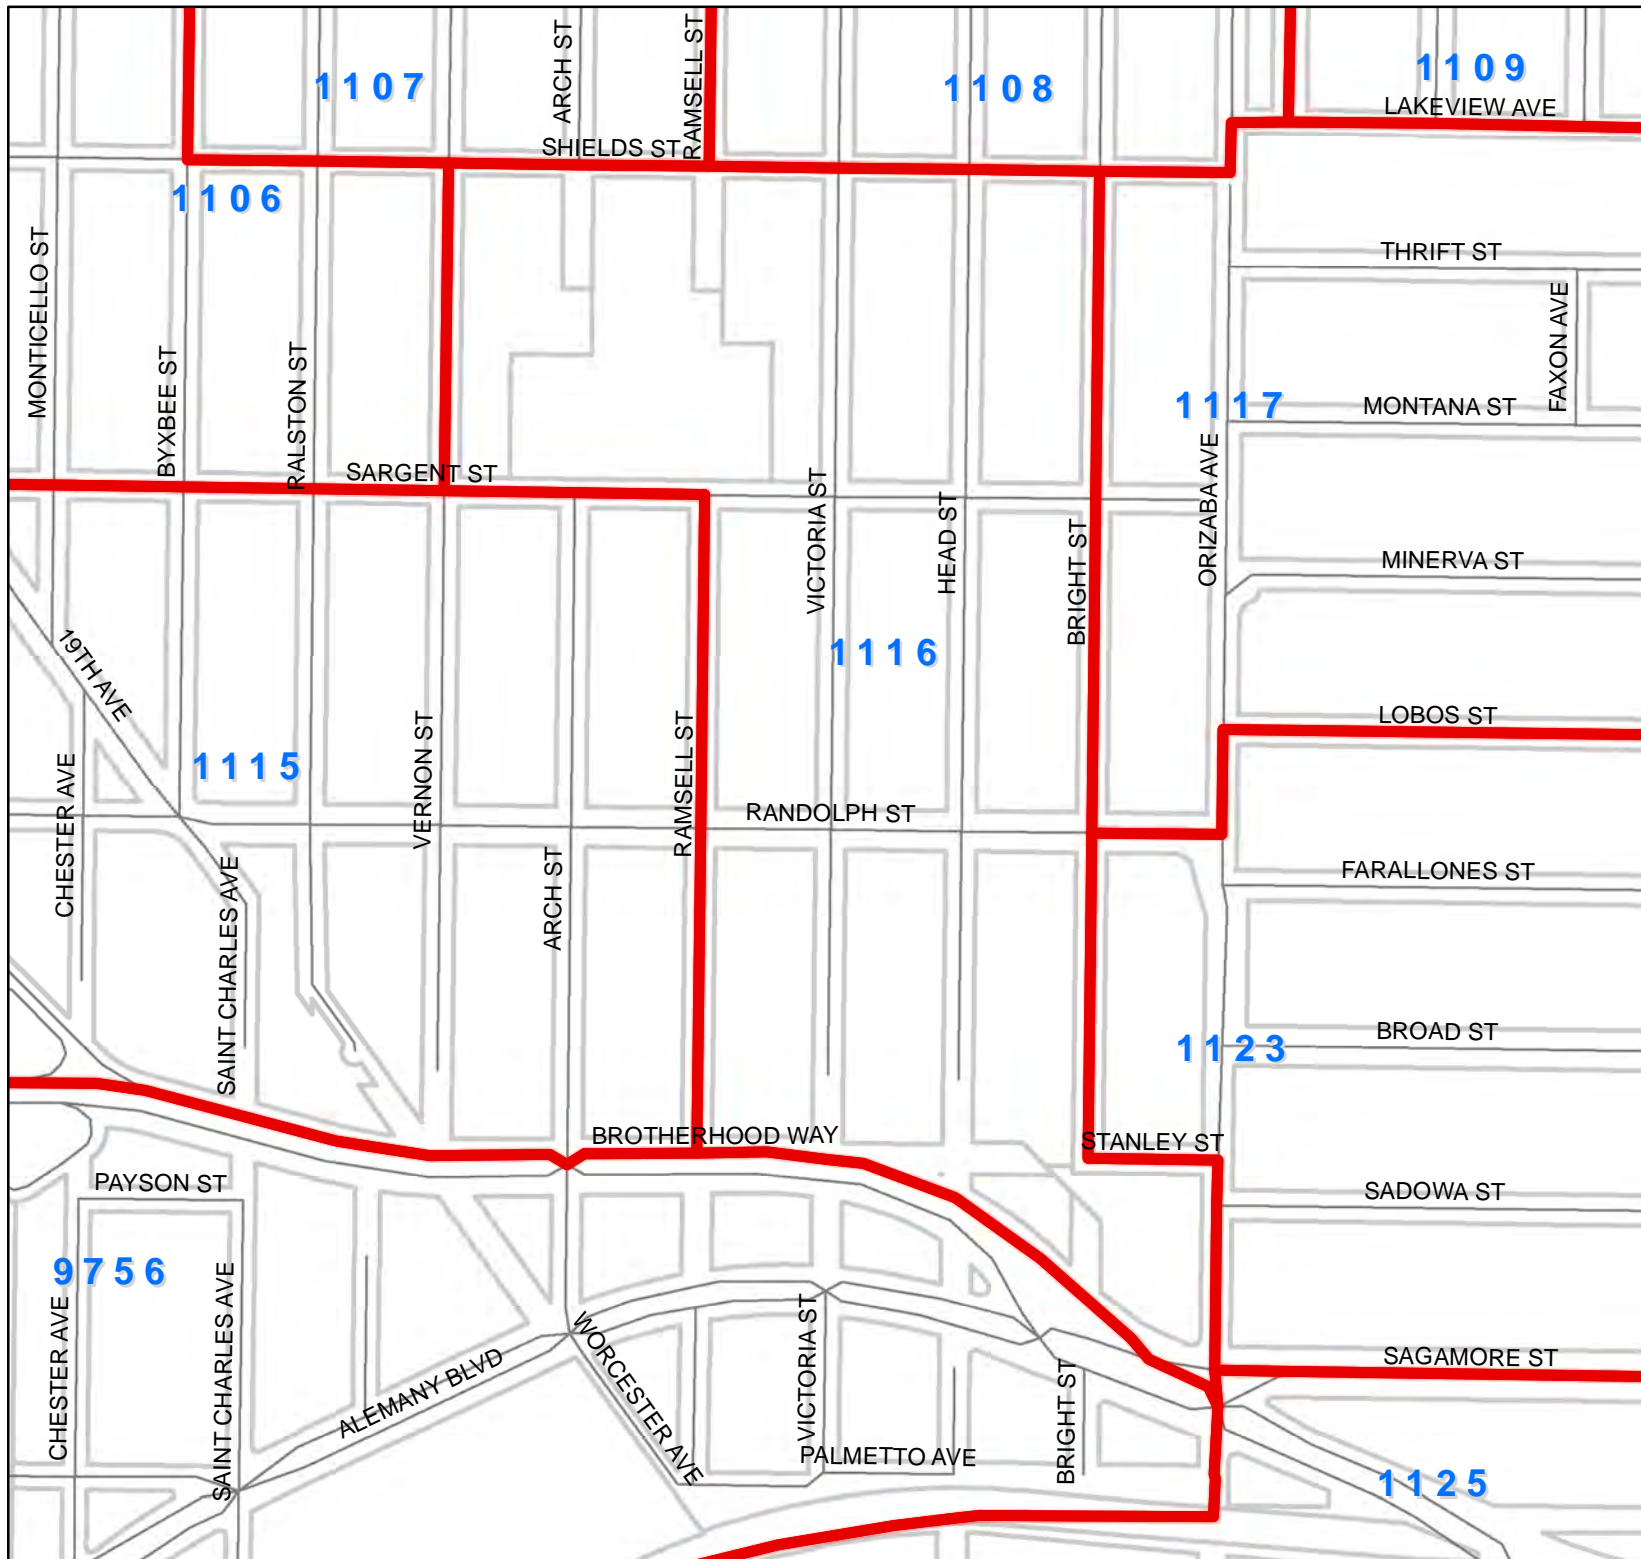 ARCH ST
RAMSELL ST
1107
1108
1109
LAKEVIEW AVE
SHIELDS ST
1106
MONTICELLO ST
THRIFT ST
FAXON AVE
BYXBEE ST
RALSTON ST
1117
MONTANA ST
SARGENT ST
VICTORIA ST
HEAD ST
ORIZABA AVE
BRIGHT ST
MINERVA ST
19TH AVE
1116
LOBOS ST
1115
VERNON ST
RAMSELL ST
CHESTER AVE
RANDOLPH ST
ARCH ST
SAINT CHARLES AVE
FARALLONES ST
1123
BROAD ST
BROTHERHOOD WAY
STANLEY ST
PAYSON ST
SADOWA ST
9756
CHESTER AVE
SAINT CHARLES AVE
ALEMANY BLVD
WORCESTER AVE
VICTORIA ST
BRIGHT ST
SAGAMORE ST
PALMETTO AVE
1125